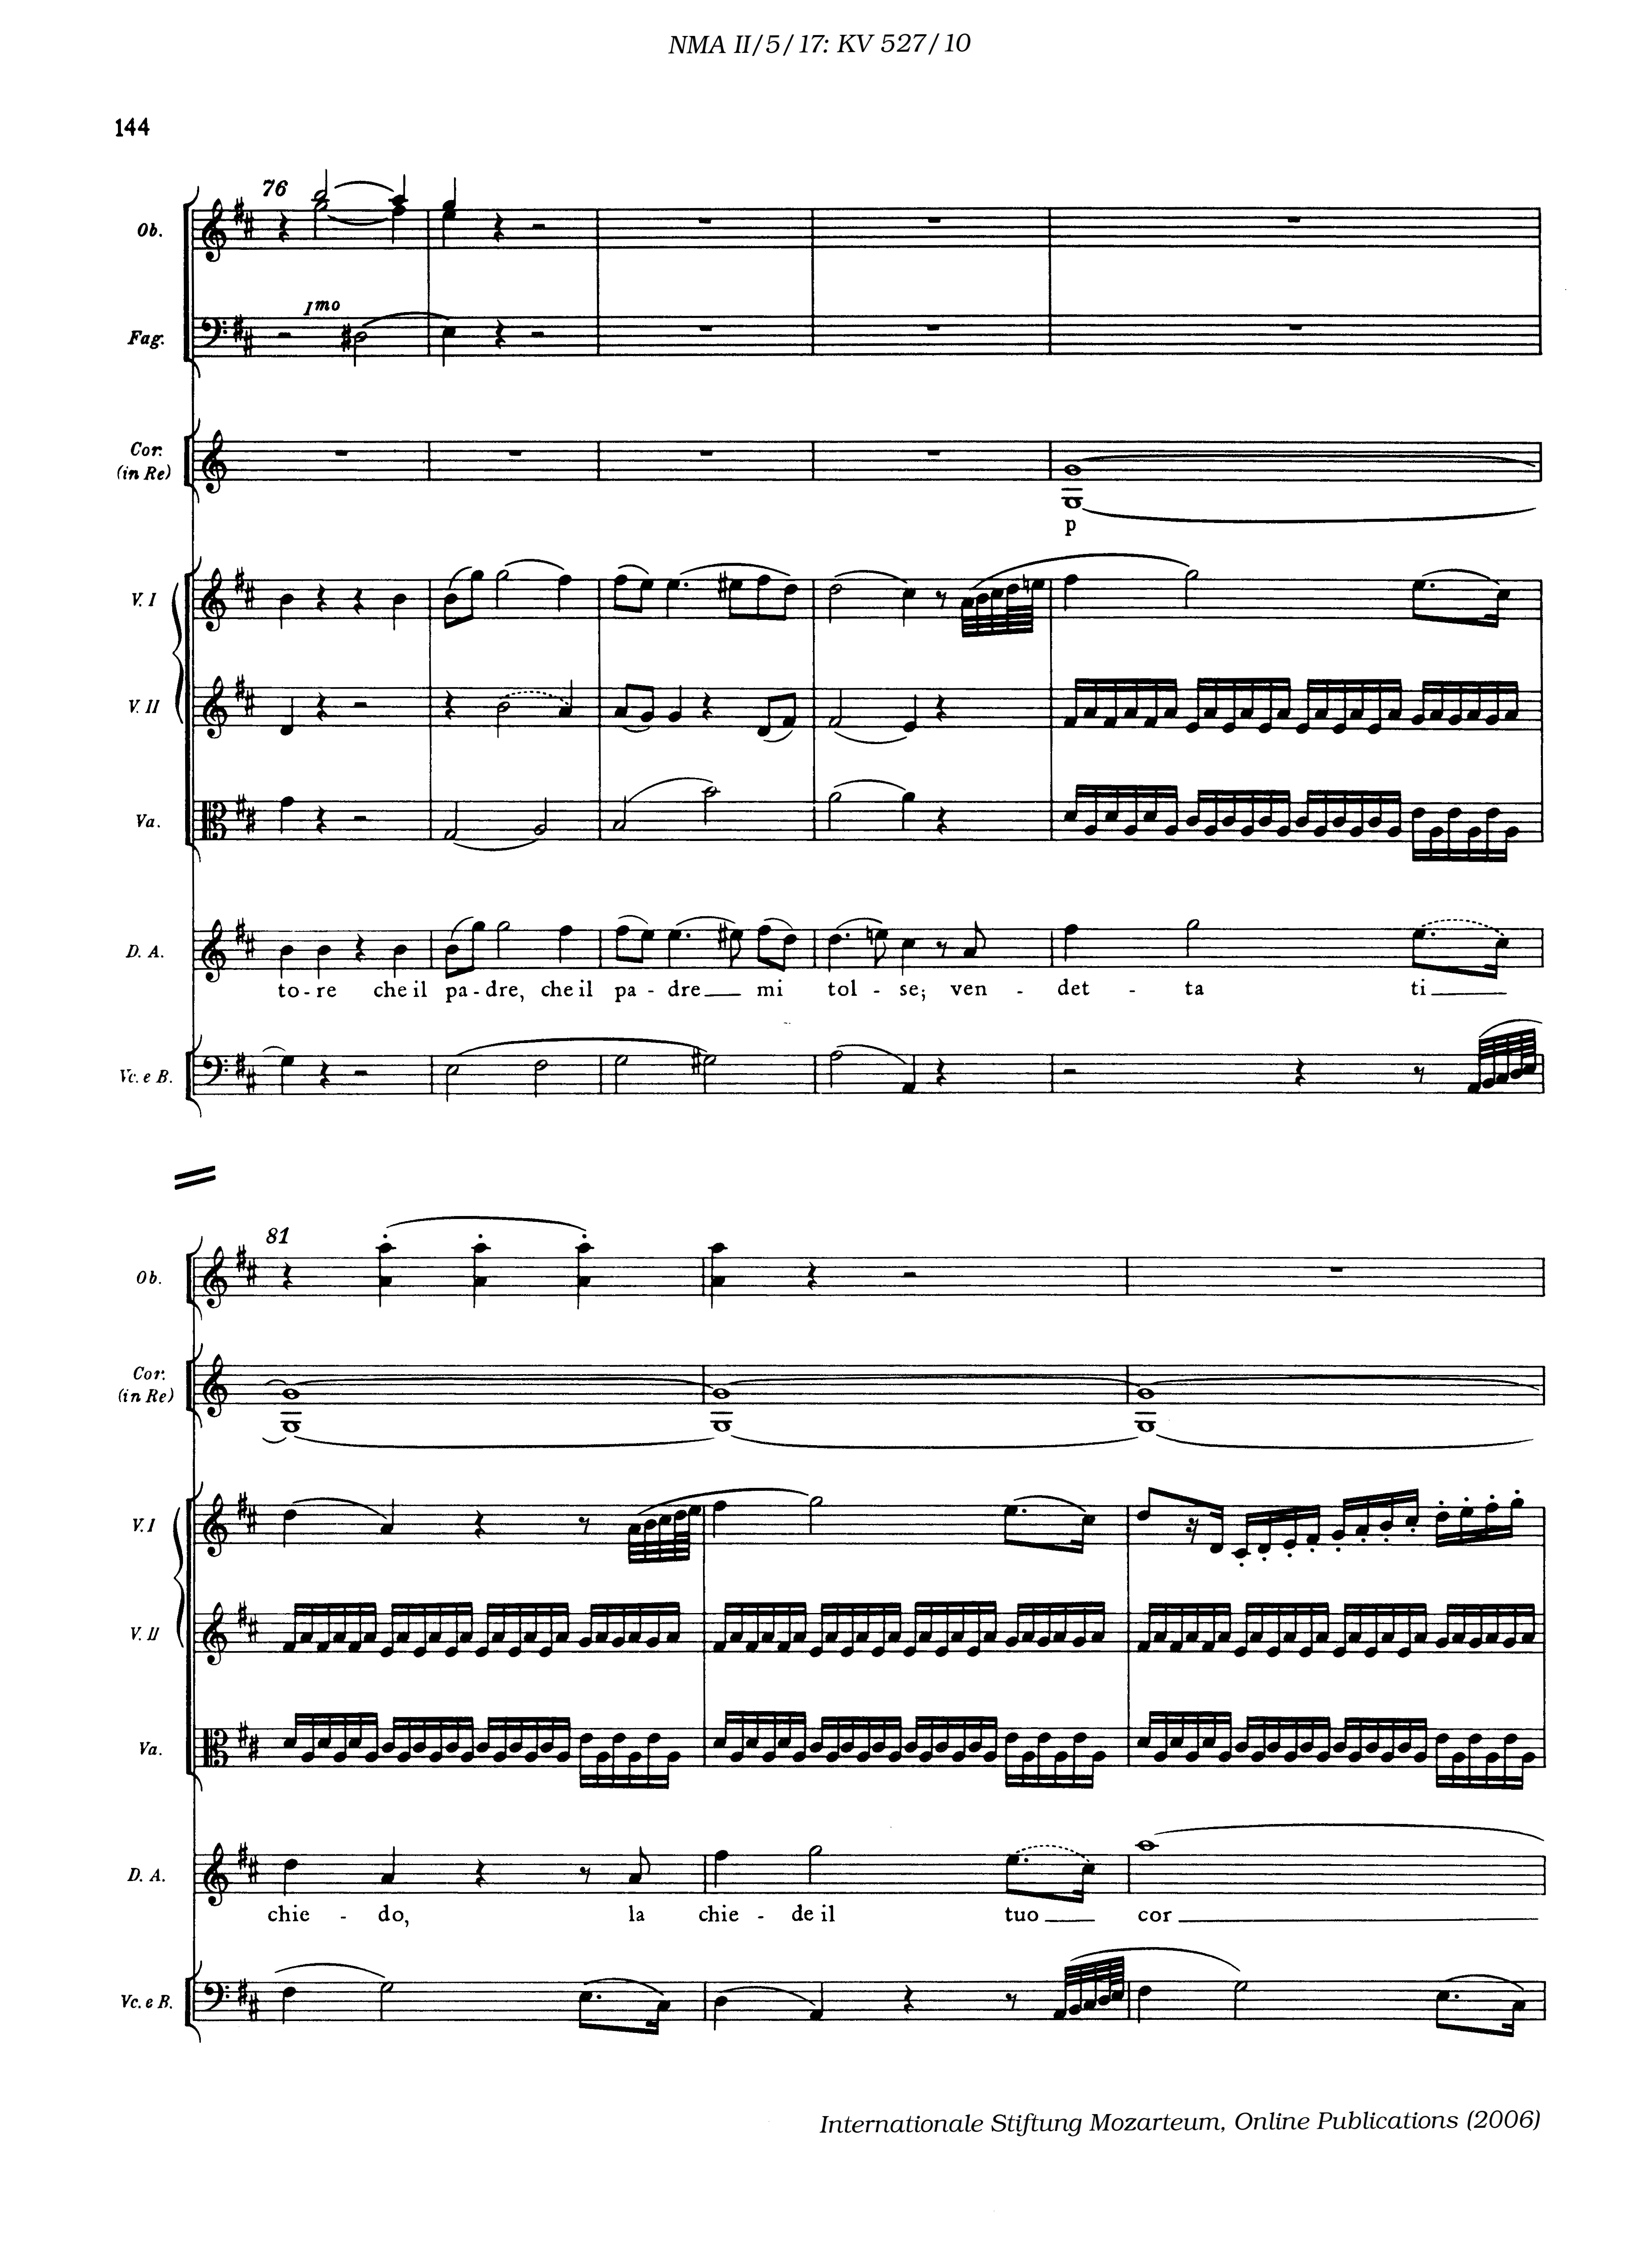 NMA II/5/17: KV 527/10
144
76
Ob.
Imo
Fag.
Cor.
(in Re)
p
V. I
V. II
Va.
D. A.
to - re che il pa - dre, che il pa - dre mi tol - se; ven - det - ta ti
Vc. e B.
81
Ob.
Cor.
(in Re)
V. I
V. II
Va.
D. A.
chie - do, la chie - de il tuo cor
Vc. e B.
Internationale Stiftung Mozarteum, Online Publications (2006)